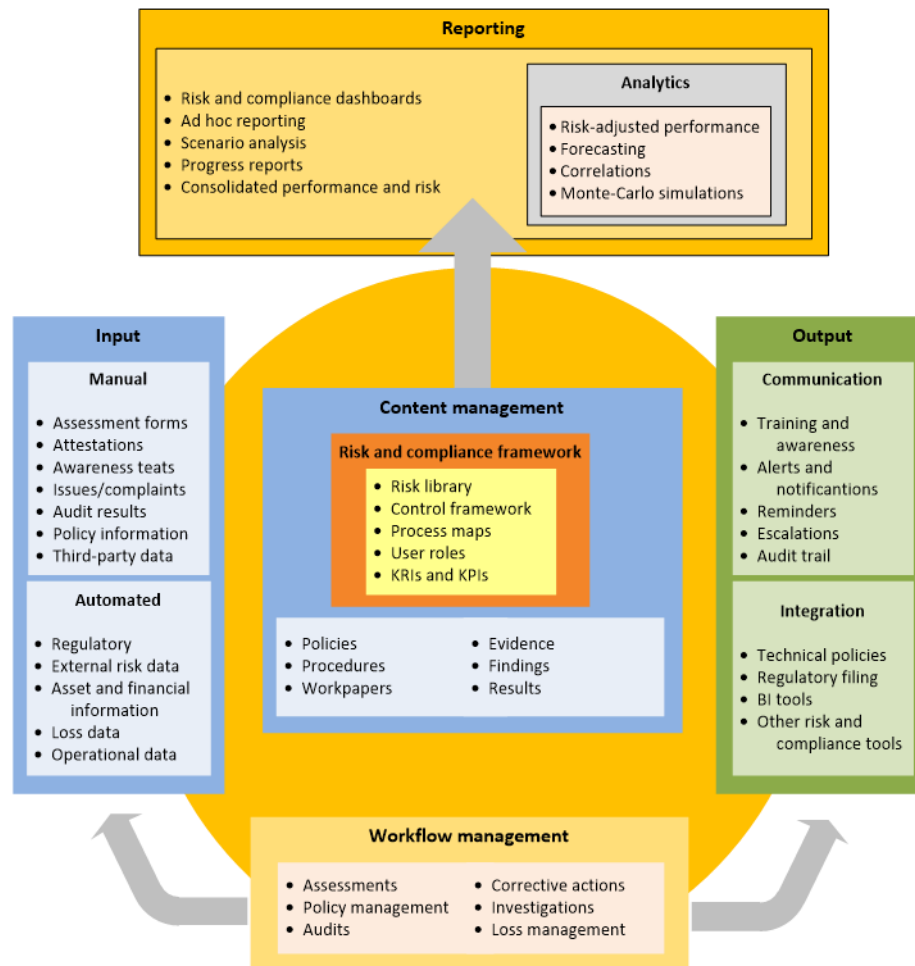 Reporting
• Risk and compliance dashboards
• Ad hoc reporting
• Scenario analysis
• Progress reports
• Consolidated performance and risk
Analytics
• Risk-adjusted performance
• Forecasting
• Correlations
• Monte-Carlo simulations
Input
Manual
• Assessment forms
• Attestations
• Awareness teats
• Issues/complaints
• Audit results
• Policy information
• Third-party data
Automated
• Regulatory
• External risk data
• Asset and financial
information
• Loss data
• Operational data
Content management
Risk and compliance framework
• Risk library
• Control framework
• Process maps
• User roles
• KRIs and KPIs
• Policies
• Procedures
• Workpapers
• Evidence
• Findings
• Results
Output
Communication
• Training and
awareness
• Alerts and
notificantions
• Reminders
• Escalations
• Audit trail
Integration
• Technical policies
• Regulatory filing
• BI tools
• Other risk and
compliance tools
Workflow management
• Assessments
• Policy management
• Audits
• Corrective actions
• Investigations
• Loss management